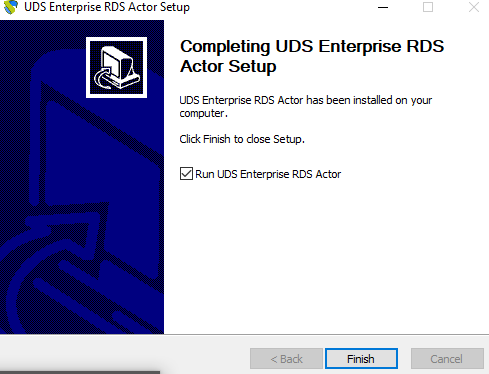 UDS Enterprise RDS Actor Setup
Completing UDS Enterprise RDS
Actor Setup
UDS Enterprise RDS Actor has been installed on your
computer.
Click Finish to close Setup.
Run UDS Enterprise RDS Actor
< Back
Finish
Cancel